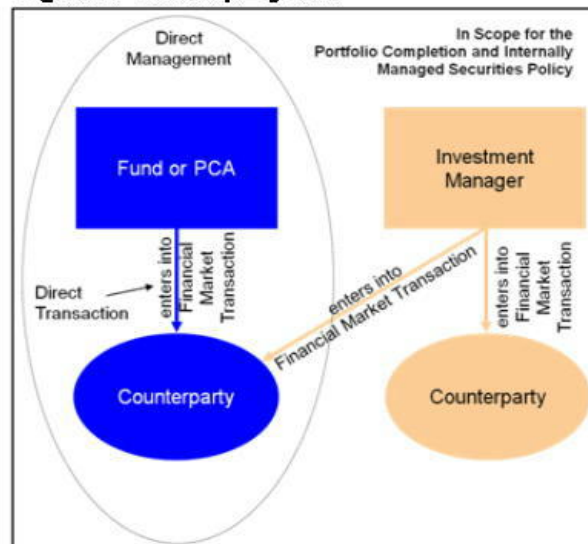 Direct
Management
In Scope for the
Portfolio Completion and Internally
Managed Securities Policy
Fund or PCA
Investment
Manager
Direct
Transaction
enters into
Financial
Market
Transaction
enters into
Financial Market Transaction
enters into
Financial
Market
Transaction
Counterparty
Counterparty